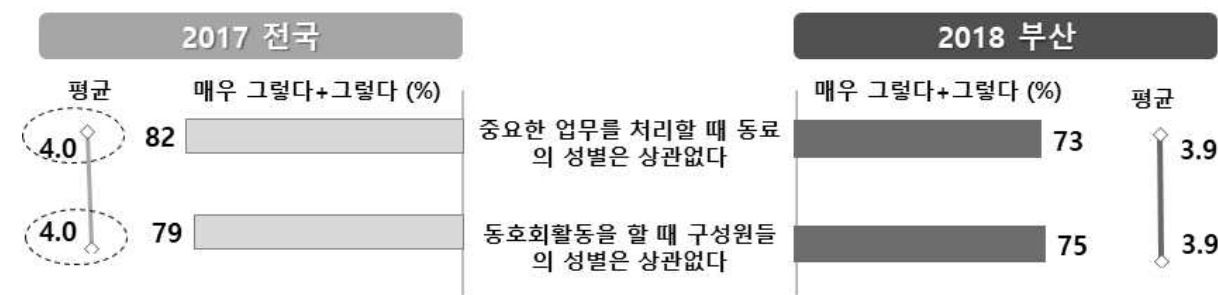 2017 전국
2018 부산
평균
매우 그렇다+그렇다 (%)
매우 그렇다+그렇다 (%)
평균
4.0
82
중요한 업무를 처리할 때 동료
의 성별은 상관없다
73
3.9
4.0
79
동호회활동을 할 때 구성원들
의 성별은 상관없다
75
3.9